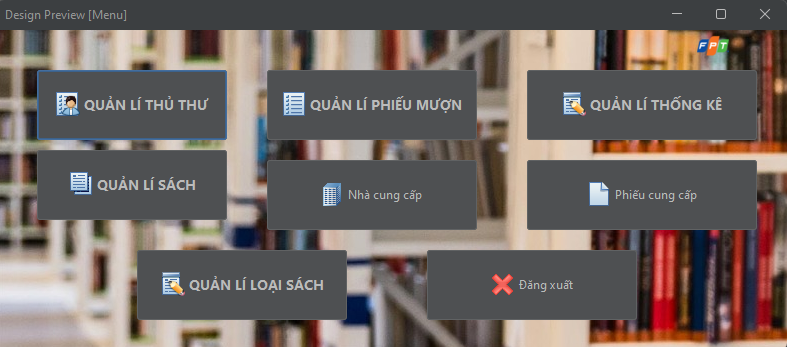 Design Preview [Menu]
FPT
QUẢN LÍ THỦ THƯ
QUẢN LÍ PHIẾU MƯỢN
QUẢN LÍ THỐNG KÊ
QUẢN LÍ SÁCH
Nhà cung cấp
Phiếu cung cấp
QUẢN LÍ LOẠI SÁCH
Đăng xuất